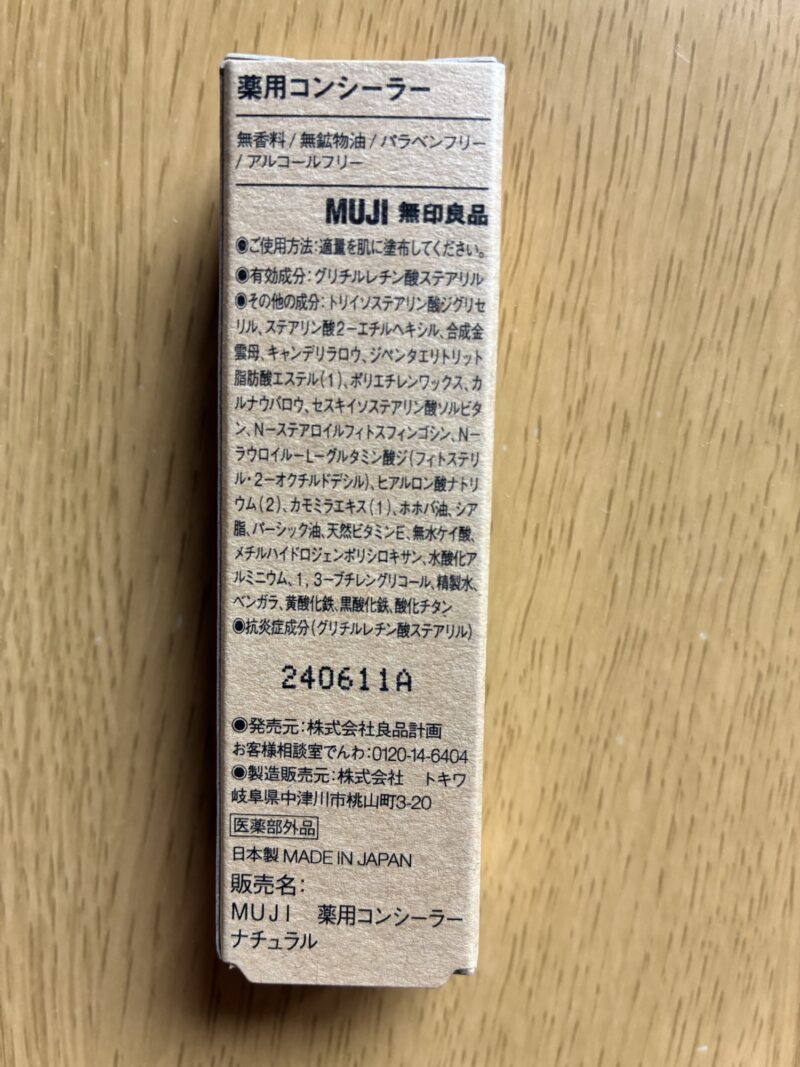 薬用コンシーラー
無香料/無鉱物油/パラベンフリー
/アルコールフリー
MUJI 無印良品
◉ご使用方法:適量を肌に塗布してください。
◉有効成分:グリチルレチン酸ステアリル
◉その他の成分:トリイソステアリン酸ジグリセ
リル、ステアリン酸2-エチルヘキシル、合成金
雲母、キャンデリラロウ、ジペンタエリトリット
脂肪酸エステル(1)、ポリエチレンワックス、カ
ルナウバロウ、セスキイソステアリン酸ソルビタ
ン、N-ステアロイルフィトスフィンゴシン、N-
ラウロイル-L-グルタミン酸ジ(フィトステリ
ル・2-オクチルドデシル)、ヒアルロン酸ナトリ
ウム(2)、カモミラエキス(1)、ホホバ油、シア
脂、パーシック油、天然ビタミンE、無水ケイ酸、
メチルハイドロジェンポリシロキサン、水酸化ア
ルミニウム、1,3-ブチレングリコール、精製水、
ベンガラ、黄酸化鉄、黒酸化鉄、酸化チタン
◉抗炎症成分(グリチルレチン酸ステアリル)
240611A
◉発売元:株式会社良品計画
お客様相談室でんわ:0120-14-6404
◉製造販売元:株式会社 トキワ
岐阜県中津川市桃山町3-20
医薬部外品
日本製 MADE IN JAPAN
販売名:
MUJI 薬用コンシーラー
ナチュラル